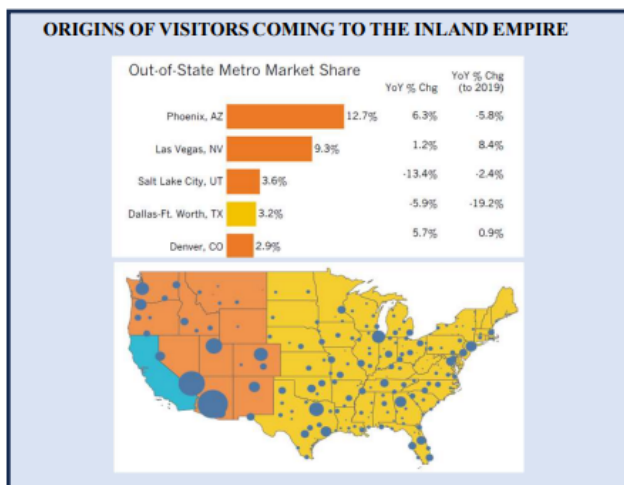 ORIGINS OF VISITORS COMING TO THE INLAND EMPIRE
Out-of-State Metro Market Share
YoY % Chg
YoY % Chg
(to 2019)
Phoenix, AZ 12.7% 6.3% -5.8%
Las Vegas, NV 9.3% 1.2% 8.4%
Salt Lake City, UT 3.6% -13.4% -2.4%
Dallas-Ft. Worth, TX 3.2% -5.9% -19.2%
Denver, CO 2.9% 5.7% 0.9%